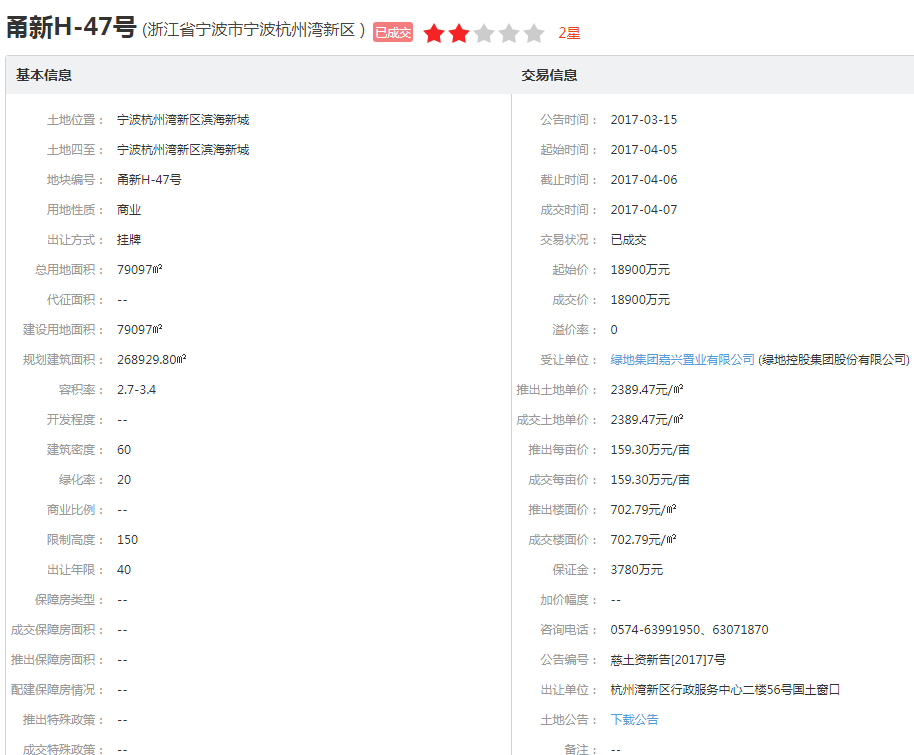 甬新H-47号 (浙江省宁波市宁波杭州湾新区 ) 已成交 2星
基本信息
土地位置： 宁波杭州湾新区滨海新城
土地四至： 宁波杭州湾新区滨海新城
地块编号： 甬新H-47号
用地性质： 商业
出让方式： 挂牌
总用地面积： 79097㎡
代征面积： --
建设用地面积： 79097㎡
规划建筑面积： 268929.80㎡
容积率： 2.7-3.4
开发程度： --
建筑密度： 60
绿化率： 20
商业比例： --
限制高度： 150
出让年限： 40
保障房类型： --
成交保障房面积： --
推出保障房面积： --
配建保障房情况： --
推出特殊政策： --
成交特殊政策： --
交易信息
公告时间： 2017-03-15
起始时间： 2017-04-05
截止时间： 2017-04-06
成交时间： 2017-04-07
交易状况： 已成交
起始价： 18900万元
成交价： 18900万元
溢价率： 0
受让单位： 绿地集团嘉兴置业有限公司 (绿地控股集团股份有限公司)
推出土地单价： 2389.47元/㎡
成交土地单价： 2389.47元/㎡
推出每亩价： 159.30万元/亩
成交每亩价： 159.30万元/亩
推出楼面价： 702.79元/㎡
成交楼面价： 702.79元/㎡
保证金： 3780万元
加价幅度： --
咨询电话： 0574-63991950、63071870
公告编号： 慈土资新告[2017]7号
出让单位： 杭州湾新区行政服务中心二楼56号国土窗口
土地公告： 下载公告
备注： --